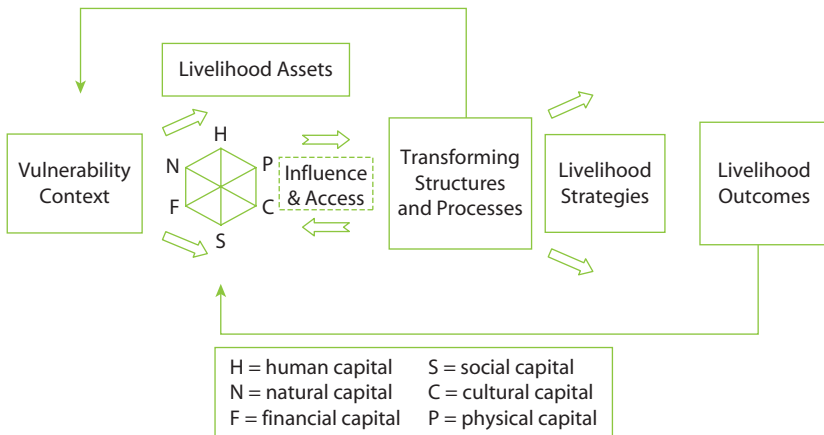 Livelihood Assets
Vulnerability
Context
H
N
P
F
C
S
Influence
& Access
Transforming
Structures
and Processes
Livelihood
Strategies
Livelihood
Outcomes
H = human capital
S = social capital
N = natural capital
C = cultural capital
F = financial capital
P = physical capital